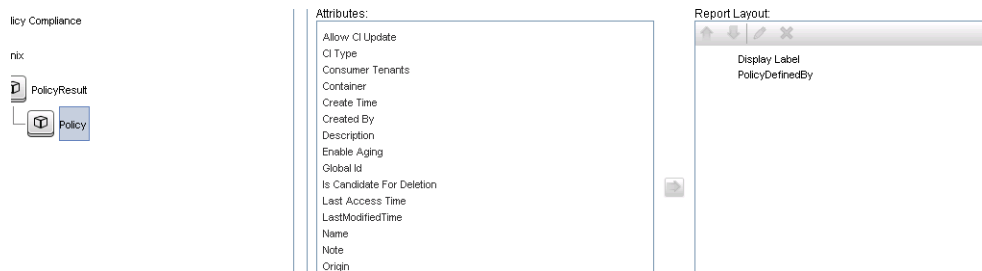 licy Compliance
nix
PolicyResult
Policy
Attributes:
Allow CI Update
CI Type
Consumer Tenants
Container
Create Time
Created By
Description
Enable Aging
Global Id
Is Candidate For Deletion
Last Access Time
LastModifiedTime
Name
Note
Origin
Report Layout:
Display Label
PolicyDefinedBy